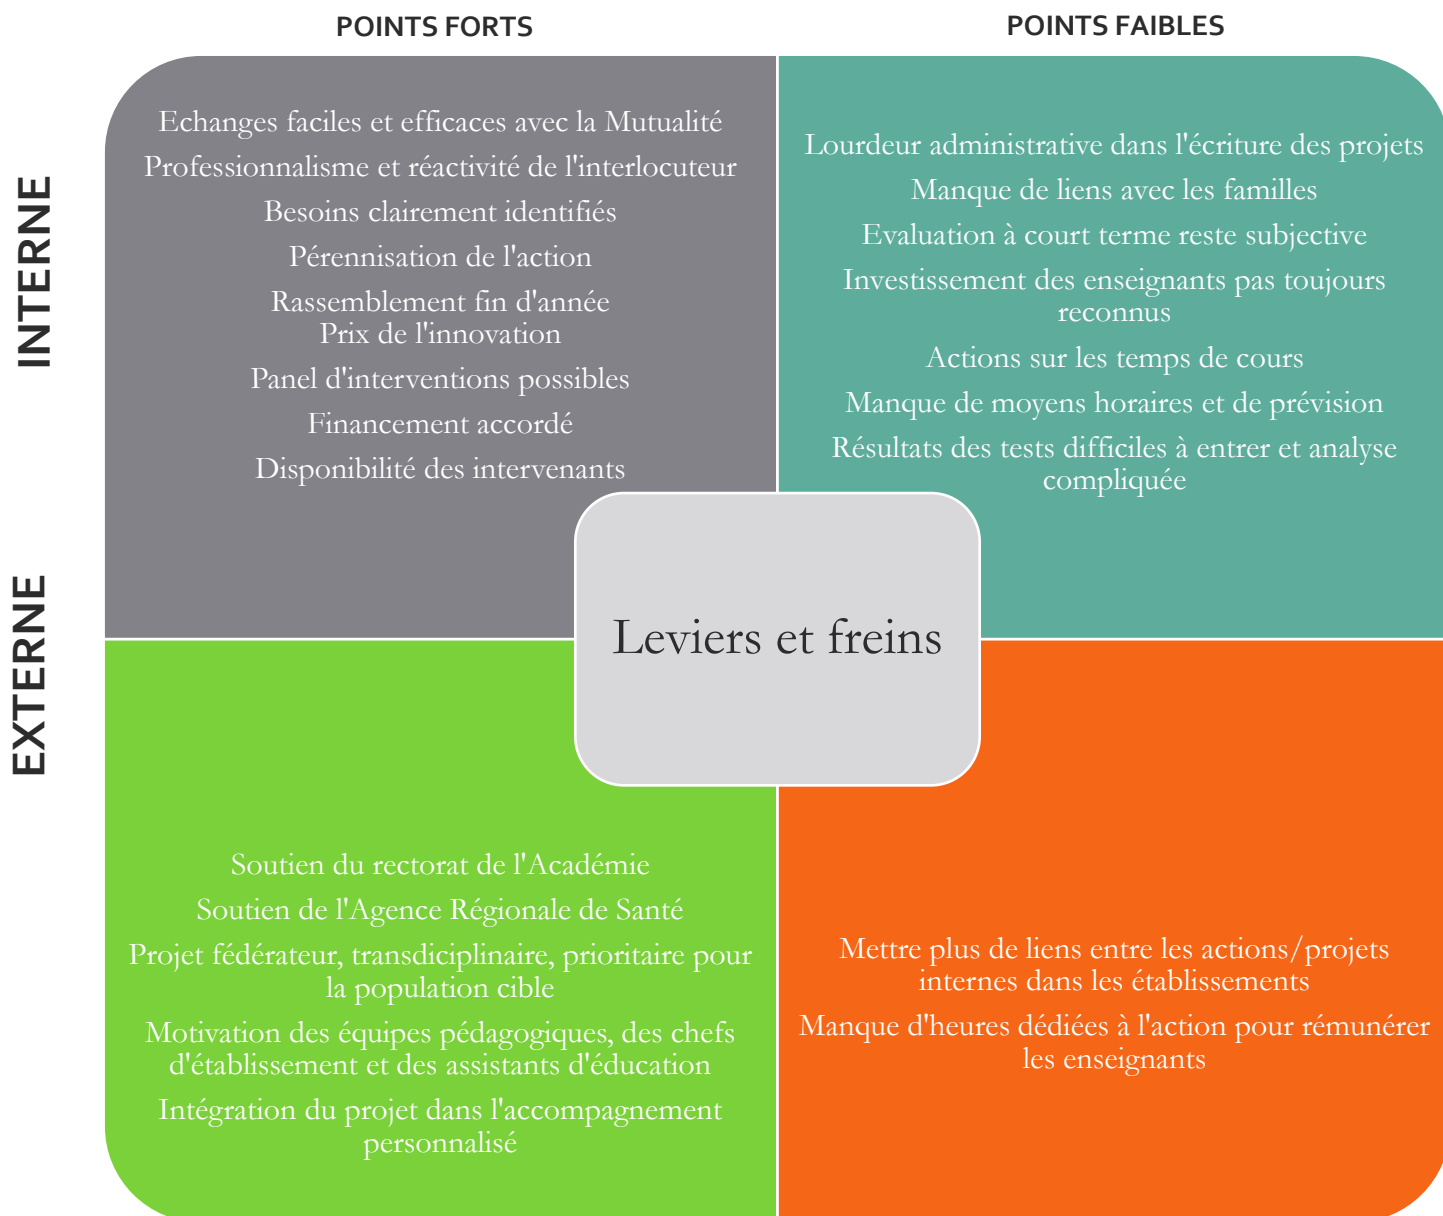 POINTS FORTS
POINTS FAIBLES
INTERNE
Echanges faciles et efficaces avec la Mutualité
Professionnalisme et réactivité de l'interlocuteur
Besoins clairement identifiés
Pérennisation de l'action
Rassemblement fin d'année
Prix de l'innovation
Panel d'interventions possibles
Financement accordé
Disponibilité des intervenants
Lourdeur administrative dans l'écriture des projets
Manque de liens avec les familles
Evaluation à court terme reste subjective
Investissement des enseignants pas toujours
reconnus
Actions sur les temps de cours
Manque de moyens horaires et de prévision
Résultats des tests difficiles à entrer et analyse
compliquée
Leviers et freins
EXTERNE
Soutien du rectorat de l'Académie
Soutien de l'Agence Régionale de Santé
Projet fédérateur, transdiciplinaire, prioritaire pour
la population cible
Motivation des équipes pédagogiques, des chefs
d'établissement et des assistants d'éducation
Intégration du projet dans l'accompagnement
personnalisé
Mettre plus de liens entre les actions/projets
internes dans les établissements
Manque d'heures dédiées à l'action pour rémunérer
les enseignants